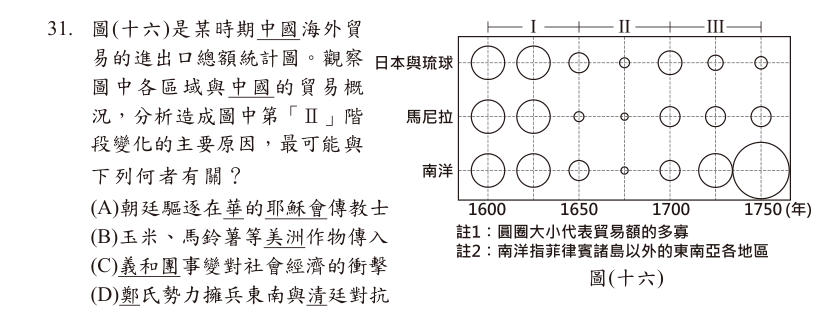 31. 圖(十六)是某時期中國海外貿
易的進出口總額統計圖。觀察
圖中各區域與中國的貿易概
況，分析造成圖中第「Ⅱ」階
段變化的主要原因，最可能與
下列何者有關？
(A)朝廷驅逐在華的耶穌會傳教士
(B)玉米、馬鈴薯等美洲作物傳入
(C)義和團事變對社會經濟的衝擊
(D)鄭氏勢力擁兵東南與清廷對抗
I II III
日本與琉球
馬尼拉
南洋
1600 1650 1700 1750 (年)
註1：圓圈大小代表貿易額的多寡
註2：南洋指菲律賓諸島以外的東南亞各地區
圖(十六)